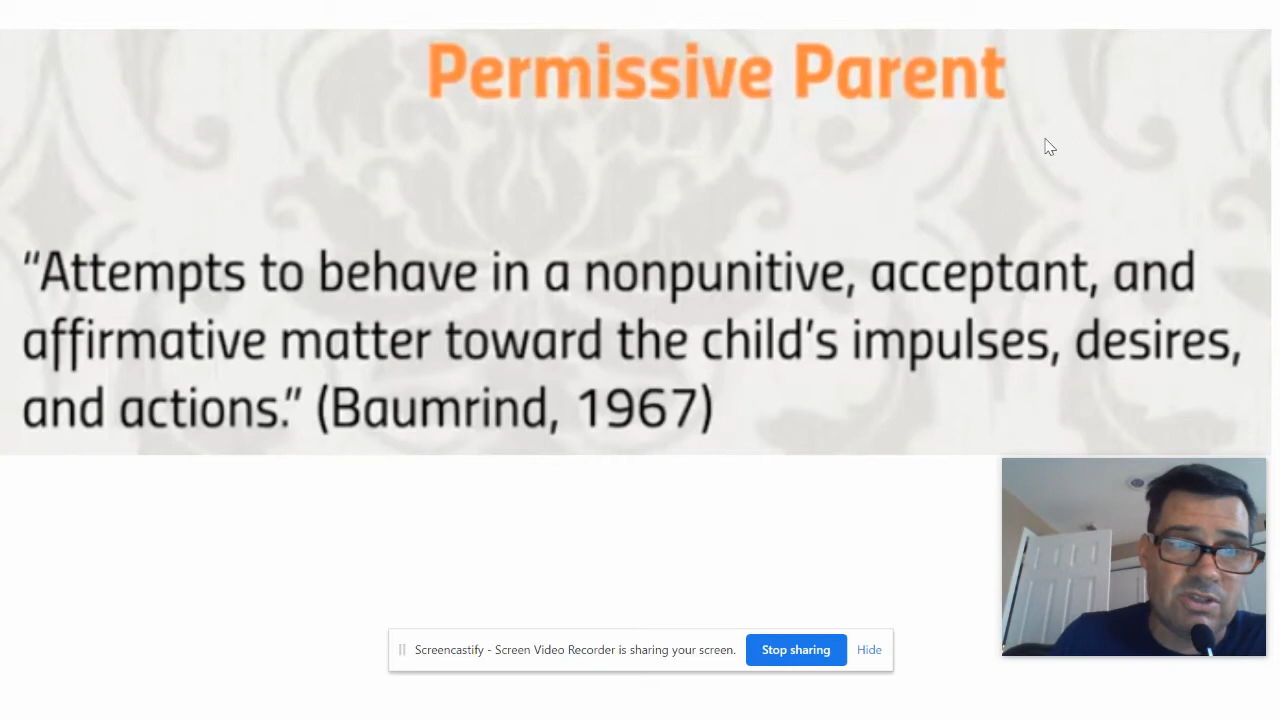 Permissive Parent
“Attempts to behave in a nonpunitive, acceptant, and
affirmative matter toward the child’s impulses, desires,
and actions.” (Baumrind, 1967)
Screencastify - Screen Video Recorder is sharing your screen. Stop sharing Hide